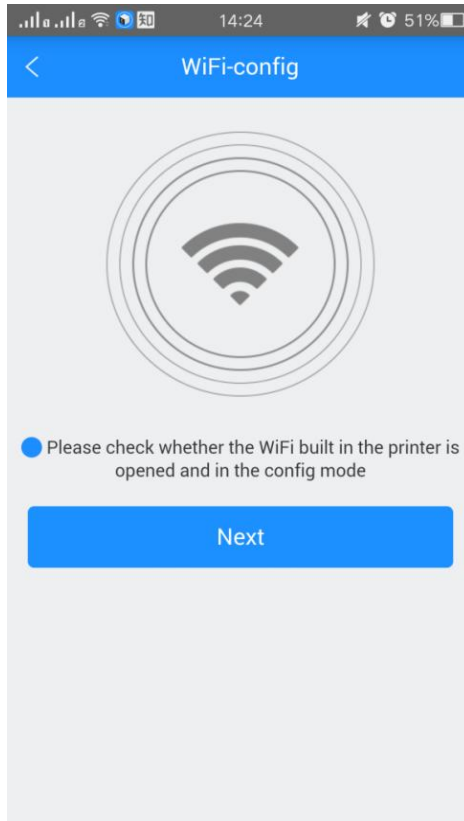 知 14:24 51%
WiFi-config
Please check whether the WiFi built in the printer is
opened and in the config mode
Next